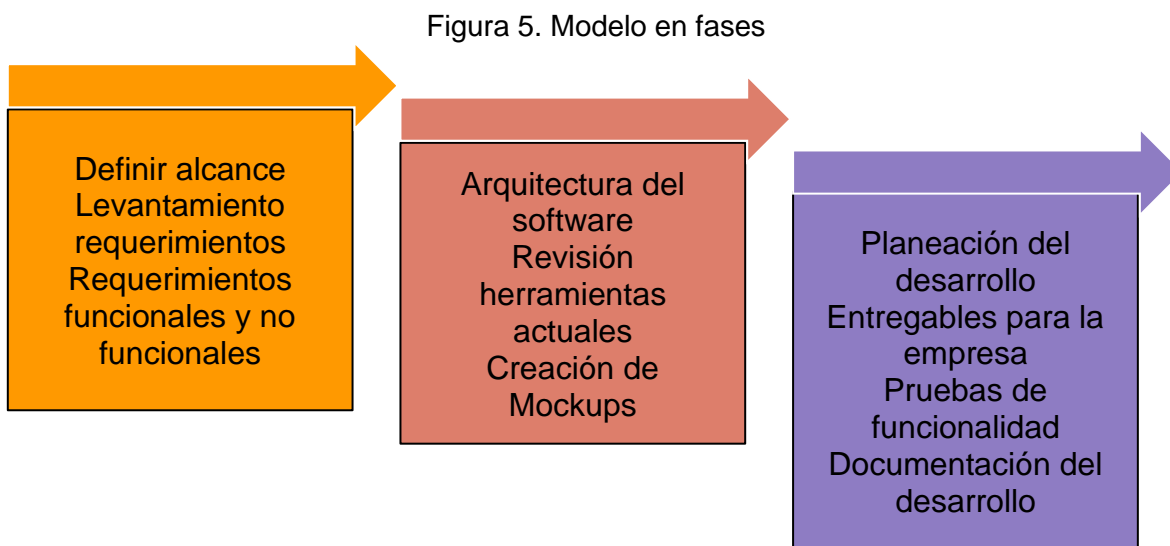 Figura 5. Modelo en fases
Definir alcance
Levantamiento
requerimientos
Requerimientos
funcionales y no
funcionales
Arquitectura del
software
Revisión
herramientas
actuales
Creación de
Mockups
Planeación del
desarrollo
Entregables para la
empresa
Pruebas de
funcionalidad
Documentación del
desarrollo